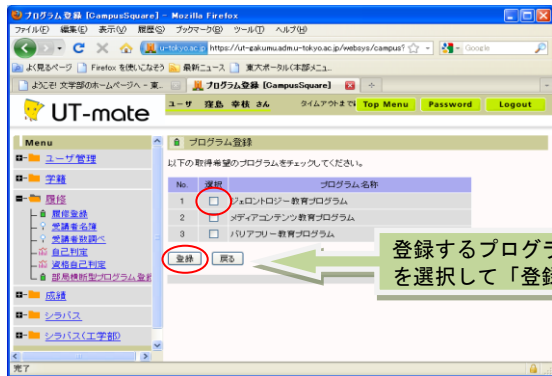 プログラム登録 [CampusSquare] - Mozilla Firefox
ファイル(F) 編集(E) 表示(V) 履歴(S) ブックマーク(B) ツール(T) ヘルプ(H)
u-tokyo.ac.jp https://ut-gakumu.adm.u-tokyo.ac.jp/websys/campus? Google
よく見るページ Firefox を使いこなそう 最新ニュース 東大ポータル(本部メニュ...
ようこそ! 文学部のホームページへ - 東... プログラム登録 [CampusSquare]
UT-mate
ユーザ 窪島 幸枝 さん タイムアウトまで Top Menu Password Logout
Menu
ユーザ管理
学籍
履修
履修登録
受講者名簿
受講者数調べ
自己判定
資格自己判定
部局横断型プログラム登録
成績
シラバス
シラバス(工学部)
プログラム登録
以下の取得希望のプログラムをチェックしてください。
No. 選択 プログラム名称
1 ジェロントロジー教育プログラム
2 メディアコンテンツ教育プログラム
3 バリアフリー教育プログラム
登録 戻る
登録するプログラ
を選択して「登録
完了